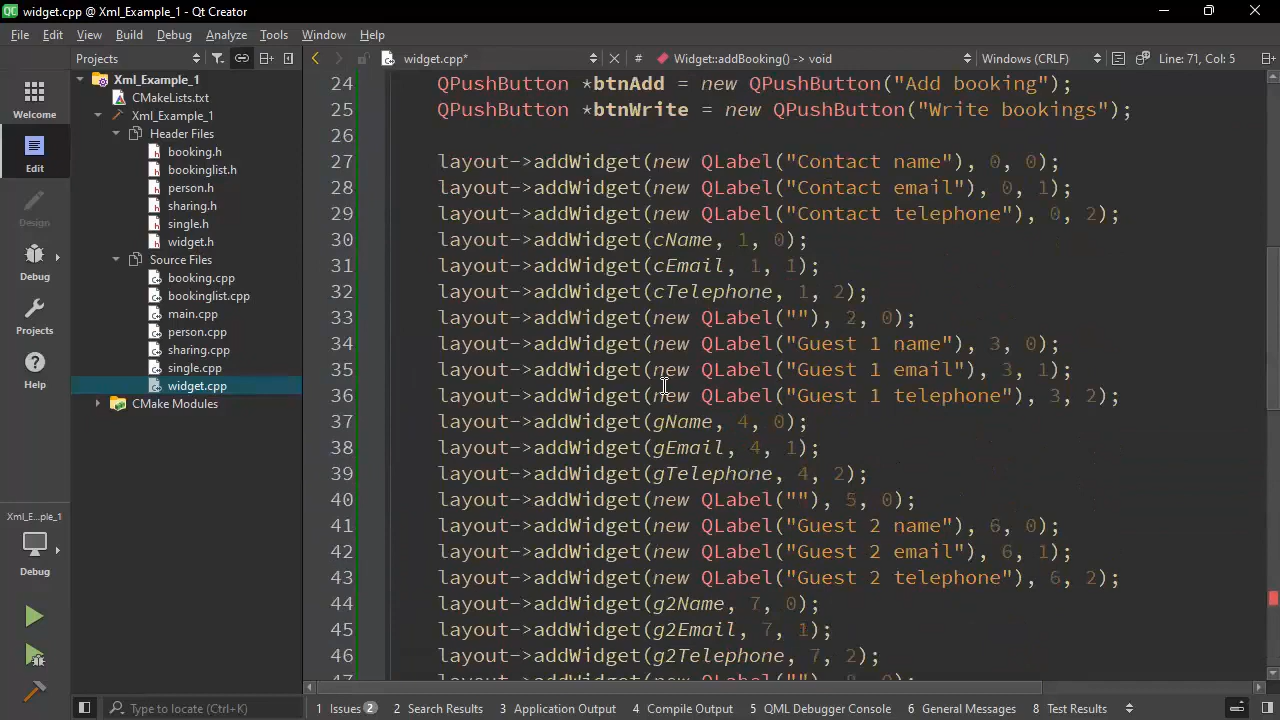 widget.cpp @ Xml_Example_1 - Qt Creator
File Edit View Build Debug Analyze Tools Window Help
Projects
widget.cpp*
#
Widget::addBooking() -> void
Windows (CRLF)
Line: 71, Col: 5
Welcome
Edit
Design
Debug
Projects
Help
Xml_E...ple_1
Debug
Xml_Example_1
CMakeLists.txt
Xml_Example_1
Header Files
booking.h
bookinglist.h
person.h
sharing.h
single.h
widget.h
Source Files
booking.cpp
bookinglist.cpp
main.cpp
person.cpp
sharing.cpp
single.cpp
widget.cpp
CMake Modules
24 QPushButton *btnAdd = new QPushButton("Add booking");
25 QPushButton *btnWrite = new QPushButton("Write bookings");
26
27 layout->addWidget(new QLabel("Contact name"), 0, 0);
28 layout->addWidget(new QLabel("Contact email"), 0, 1);
29 layout->addWidget(new QLabel("Contact telephone"), 0, 2);
30 layout->addWidget(cName, 1, 0);
31 layout->addWidget(cEmail, 1, 1);
32 layout->addWidget(cTelephone, 1, 2);
33 layout->addWidget(new QLabel(""), 2, 0);
34 layout->addWidget(new QLabel("Guest 1 name"), 3, 0);
35 layout->addWidget(new QLabel("Guest 1 email"), 3, 1);
36 layout->addWidget(new QLabel("Guest 1 telephone"), 3, 2);
37 layout->addWidget(gName, 4, 0);
38 layout->addWidget(gEmail, 4, 1);
39 layout->addWidget(gTelephone, 4, 2);
40 layout->addWidget(new QLabel(""), 5, 0);
41 layout->addWidget(new QLabel("Guest 2 name"), 6, 0);
42 layout->addWidget(new QLabel("Guest 2 email"), 6, 1);
43 layout->addWidget(new QLabel("Guest 2 telephone"), 6, 2);
44 layout->addWidget(g2Name, 7, 0);
45 layout->addWidget(g2Email, 7, 1);
46 layout->addWidget(g2Telephone, 7, 2);
47 layout->addWidget(new QLabel(""), 8, 0);
Type to locate (Ctrl+K)
1 Issues 2
2 Search Results
3 Application Output
4 Compile Output
5 QML Debugger Console
6 General Messages
8 Test Results